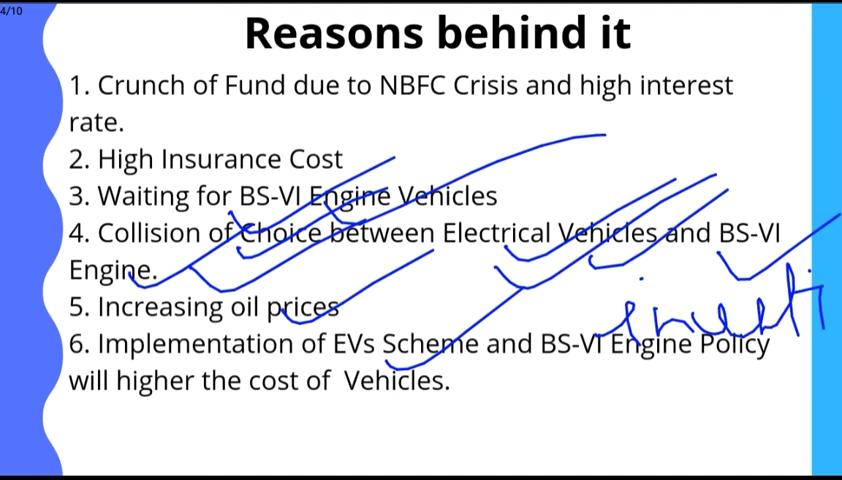 4/10
Reasons behind it
1. Crunch of Fund due to NBFC Crisis and high interest
rate.
2. High Insurance Cost
3. Waiting for BS-VI Engine Vehicles
4. Collision of Choice between Electrical Vehicles and BS-VI
Engine.
5. Increasing oil prices
6. Implementation of EVs Scheme and BS-VI Engine Policy
will higher the cost of Vehicles.